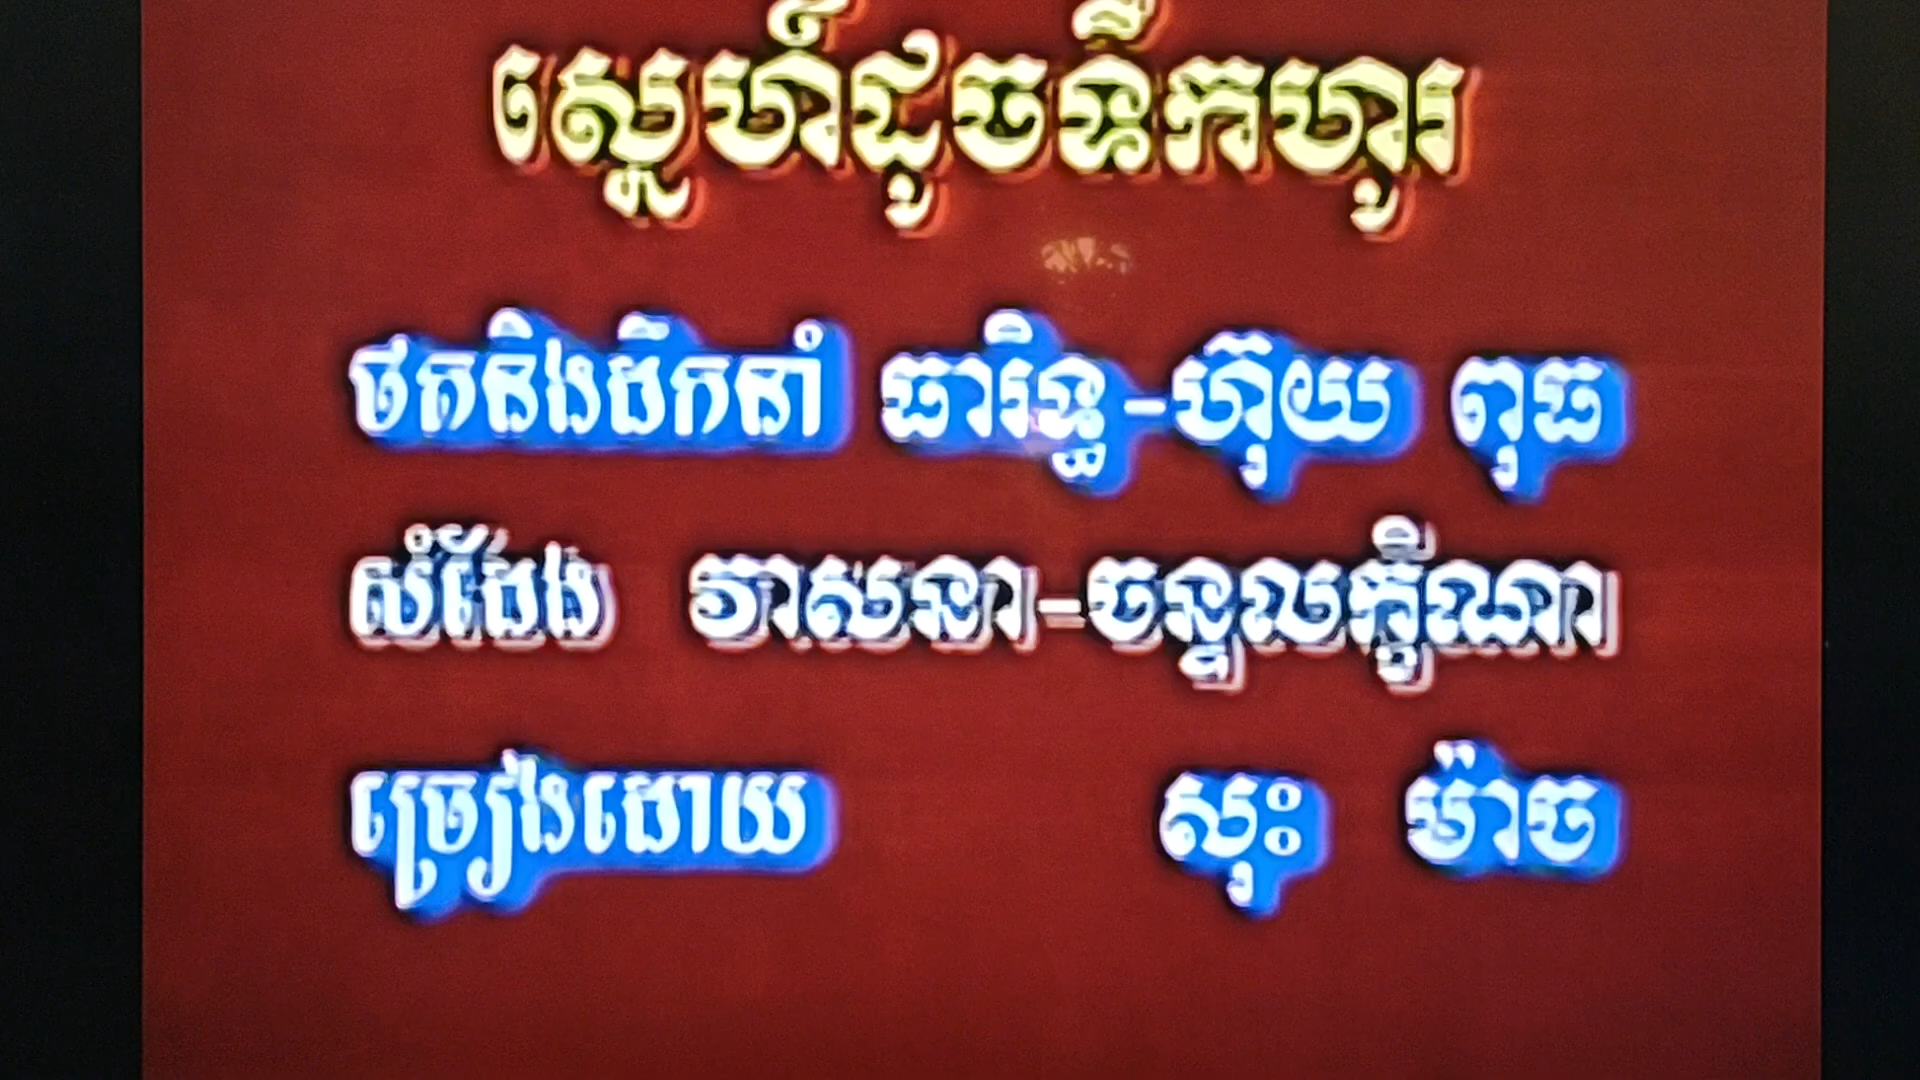 ស្នេហ៍ដូចទឹកហូរ
ថតនិងដឹកនាំ ធារិទ្ធ-ហ៊ុយ ពុធ
សំដែង វាសនា-ចន្ទលក្ខិណា
ច្រៀងដោយ ស៊ុះ ម៉ាច